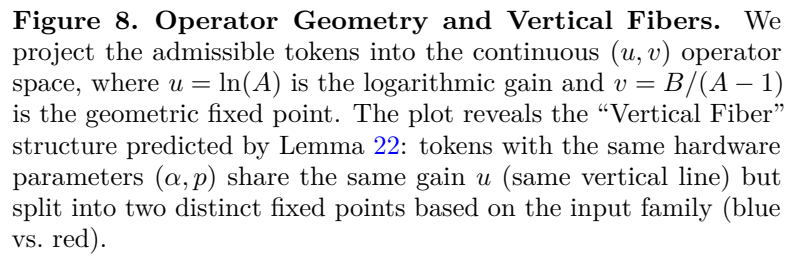 Figure 8. Operator Geometry and Vertical Fibers. We
project the admissible tokens into the continuous (u, v) operator
space, where u = ln(A) is the logarithmic gain and v = B/(A − 1)
is the geometric fixed point. The plot reveals the “Vertical Fiber”
structure predicted by Lemma 22: tokens with the same hardware
parameters (α, p) share the same gain u (same vertical line) but
split into two distinct fixed points based on the input family (blue
vs. red).